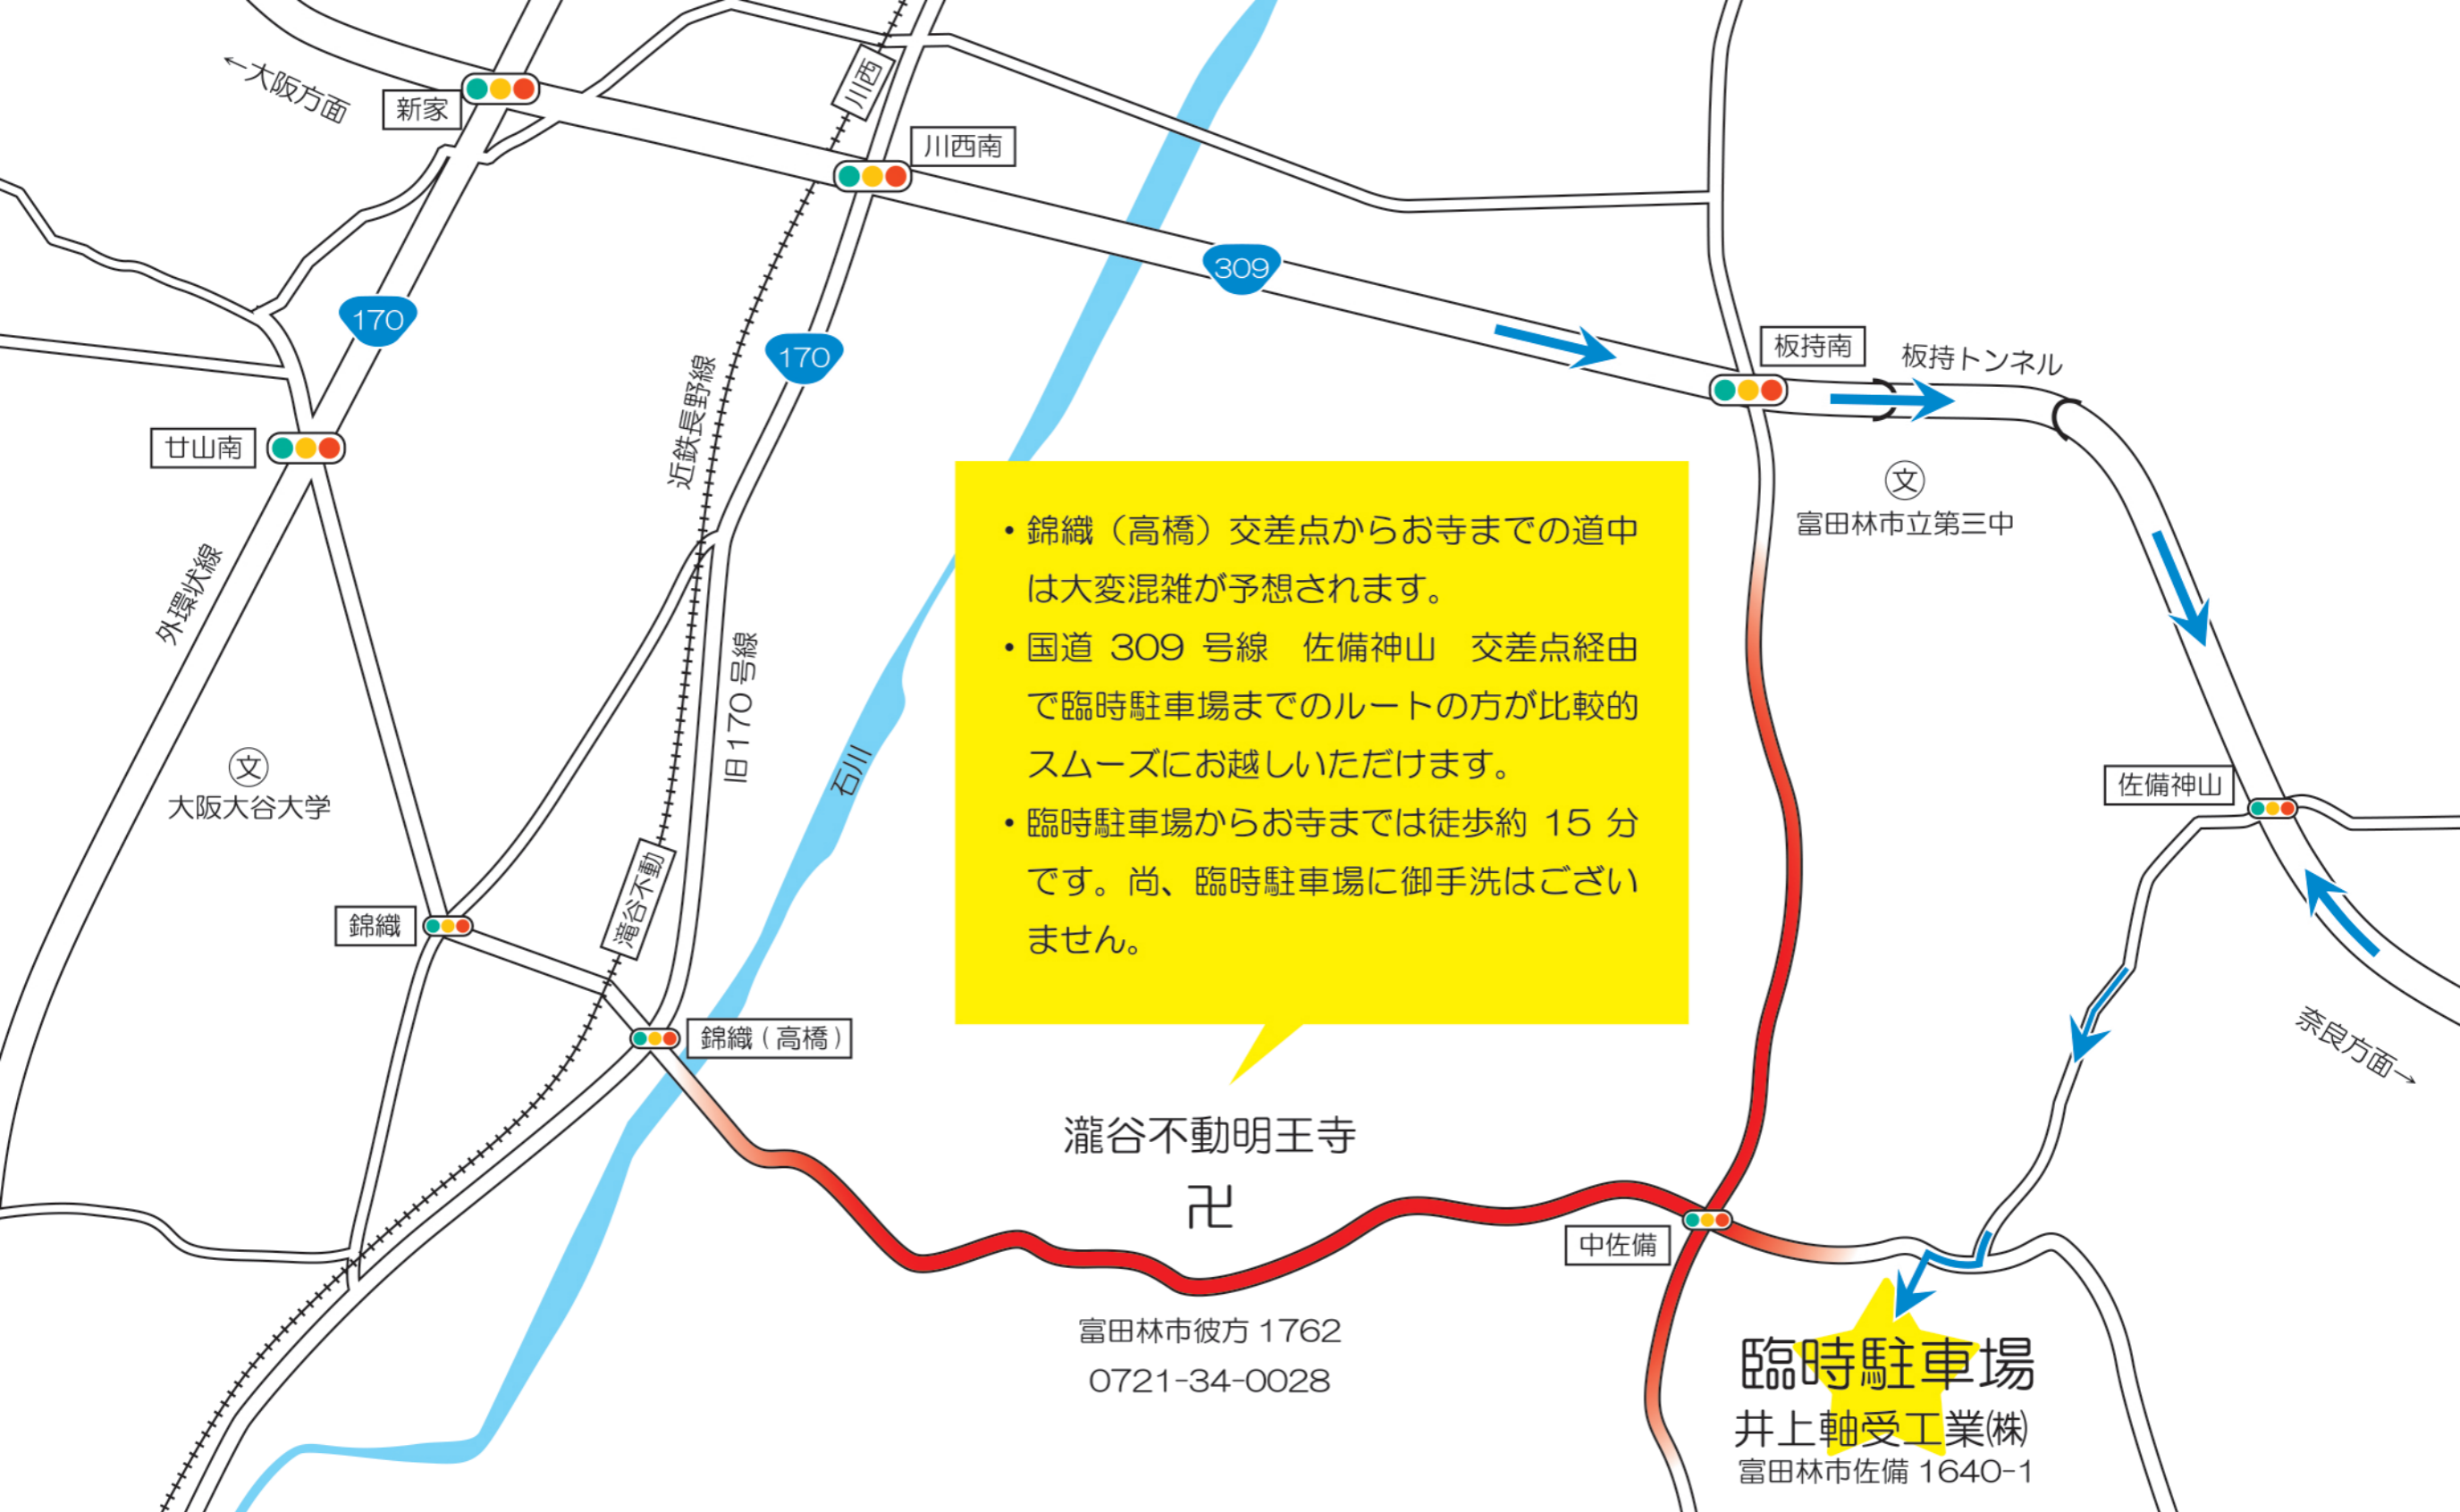 ←大阪方面
新家
川西
川西南
309
170
170
板持南
板持トンネル
近鉄長野線
廿山南
文
富田林市立第三中
・錦織（高橋）交差点からお寺までの道中
は大変混雑が予想されます。
・国道 309 号線　佐備神山　交差点経由
で臨時駐車場までのルートの方が比較的
スムーズにお越しいただけます。
・臨時駐車場からお寺までは徒歩約 15 分
です。尚、臨時駐車場に御手洗はござい
ません。
外環状線
旧170号線
石川
文
大阪大谷大学
佐備神山
滝谷不動
錦織
錦織(高橋)
奈良方面→
瀧谷不動明王寺
卍
中佐備
富田林市彼方 1762
0721-34-0028
臨時駐車場
井上軸受工業㈱
富田林市佐備 1640-1